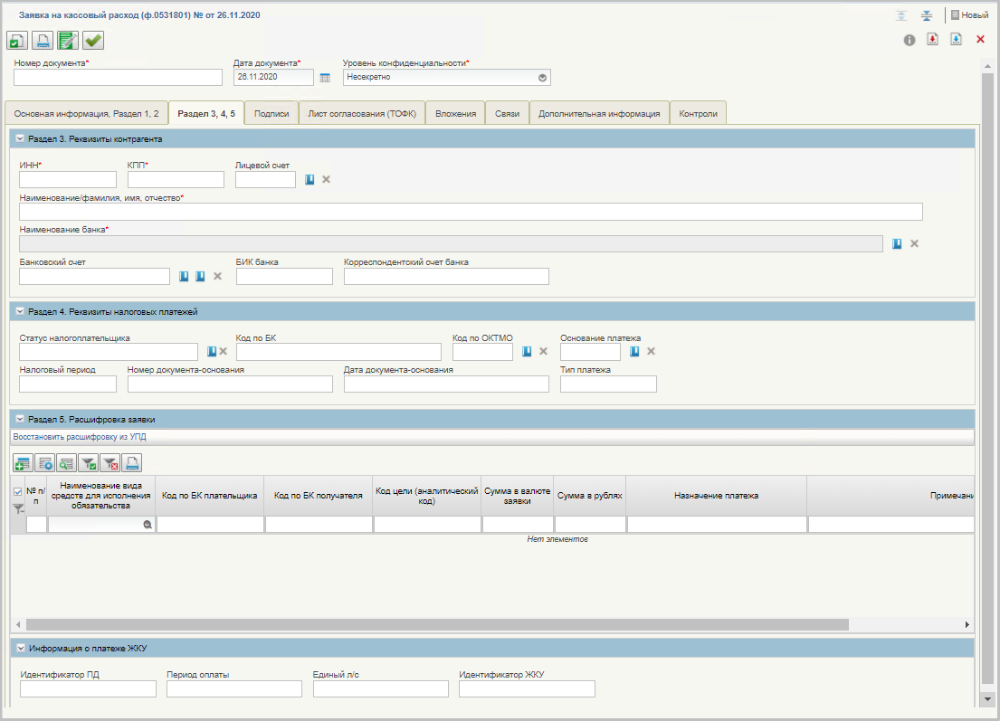 Заявка на кассовый расход (ф.0531801) № от 26.11.2020
Новый
Номер документа* Дата документа* Уровень конфиденциальности*
26.11.2020 Несекретно
Основная информация, Раздел 1, 2 Раздел 3, 4, 5 Подписи Лист согласования (ТОФК) Вложения Связи Дополнительная информация Контроли
Раздел 3. Реквизиты контрагента
ИНН* КПП* Лицевой счет
Наименование/фамилия, имя, отчество*
Наименование банка*
Банковский счет БИК банка Корреспондентский счет банка
Раздел 4. Реквизиты налоговых платежей
Статус налогоплательщика Код по БК Код по ОКТМО Основание платежа
Налоговый период Номер документа-основания Дата документа-основания Тип платежа
Раздел 5. Расшифровка заявки
Восстановить расшифровку из УПД
№ п/п Наименование вида средств для исполнения обязательства Код по БК плательщика Код по БК получателя Код цели (аналитический код) Сумма в валюте заявки Сумма в рублях Назначение платежа Примечани
Нет элементов
Информация о платеже ЖКУ
Идентификатор ПД Период оплаты Единый л/с Идентификатор ЖКУ